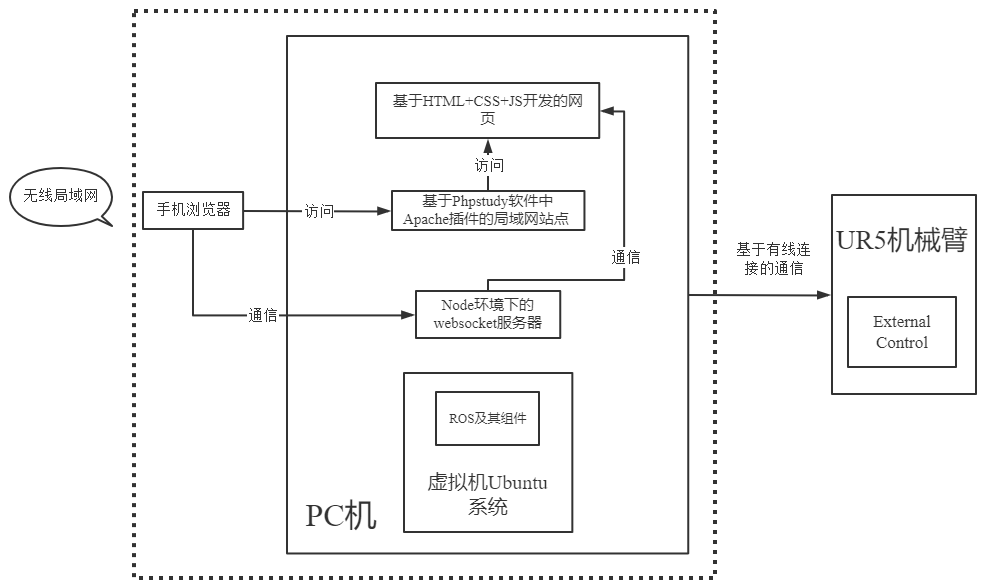 基于HTML+CSS+JS开发的网
页
访问
无线局域网
手机浏览器
访问
基于Phpstudy软件中
Apache插件的局域网站点
通信
基于有线连
接的通信
UR5机械臂
通信
Node环境下的
websocket服务器
External
Control
ROS及其组件
虚拟机Ubuntu
系统
PC机